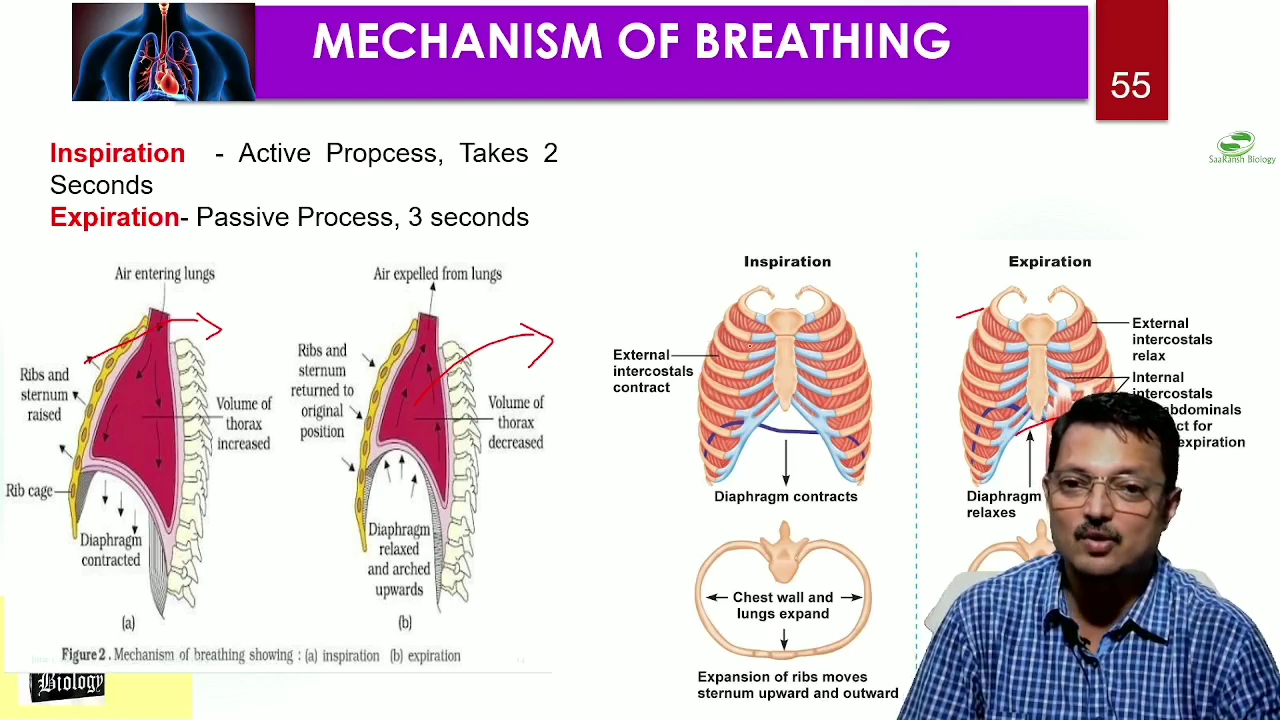 MECHANISM OF BREATHING
55
SaaRansh Biology
Inspiration - Active Propcess, Takes 2
Seconds
Expiration- Passive Process, 3 seconds
Air entering lungs
Ribs and
sternum
raised
Volume of
thorax
increased
Rib cage
Diaphragm
contracted
(a)
Air expelled from lungs
Ribs and
sternum
returned to
original
position
Volume of
thorax
decreased
Diaphragm
relaxed
and arched
upwards
(b)
Figure 2. Mechanism of breathing showing : (a) inspiration (b) expiration
Biology
Inspiration
External
intercostals
contract
Diaphragm contracts
Chest wall and
lungs expand
Expansion of ribs moves
sternum upward and outward
Expiration
External
intercostals
relax
Internal
intercostals
abdominals
ct for
expiration
Diaphragm
relaxes